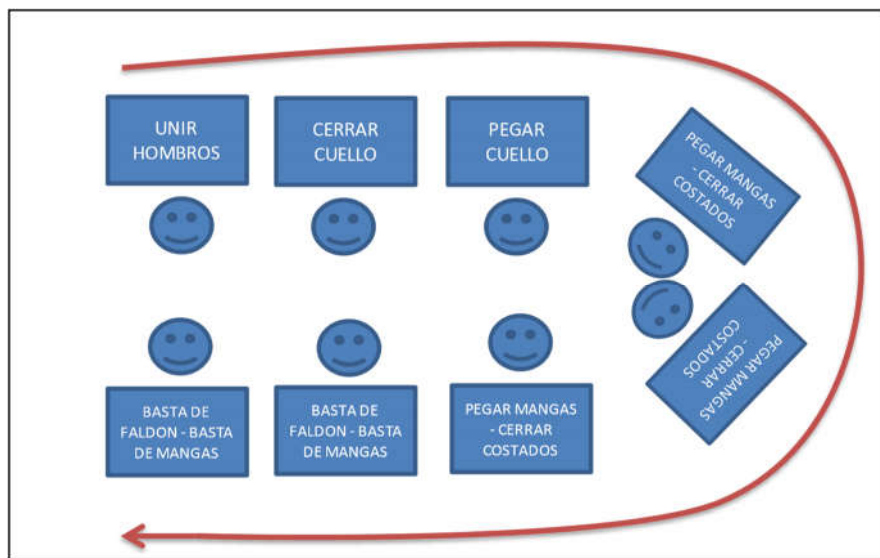 UNIR
HOMBROS
CERRAR
CUELLO
PEGAR
CUELLO
PEGAR MANGAS
- CERRAR
COSTADOS
PEGAR MANGAS
- CERRAR
COSTADOS
PEGAR MANGAS
- CERRAR
COSTADOS
BASTA DE
FALDON - BASTA
DE MANGAS
BASTA DE
FALDON - BASTA
DE MANGAS